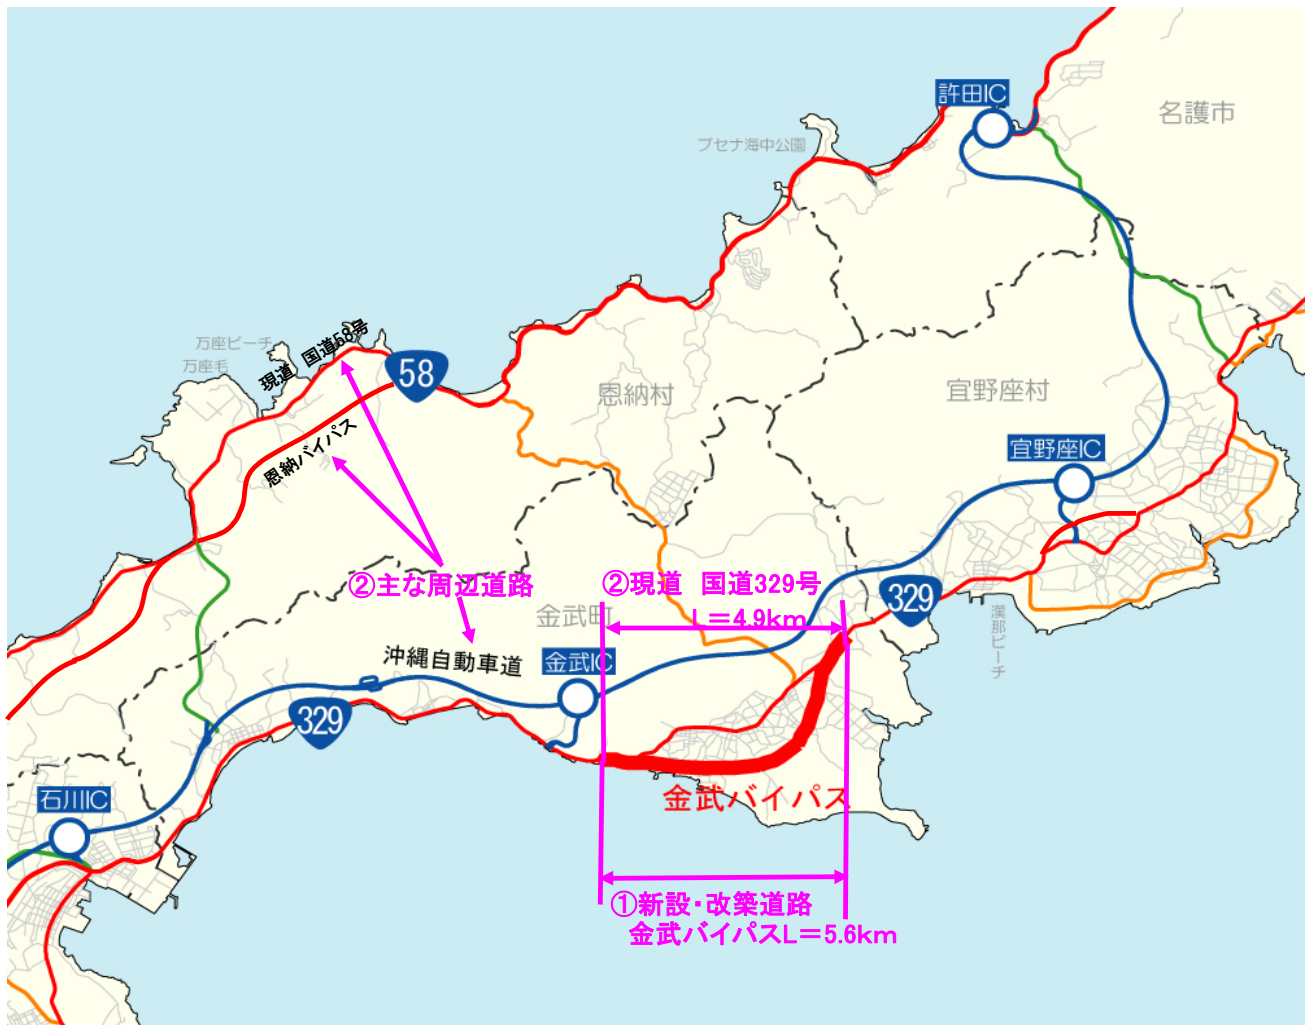 許田IC
名護市
ブセナ海中公園
万座ビーチ
万座毛
現道 国道58号
58
恩納村
宜野座村
恩納バイパス
宜野座IC
②主な周辺道路
②現道 国道329号
L=4.9km
329
金武町
漢那ビーチ
沖縄自動車道
金武IC
329
石川IC
金武バイパス
①新設・改築道路
金武バイパスL=5.6km